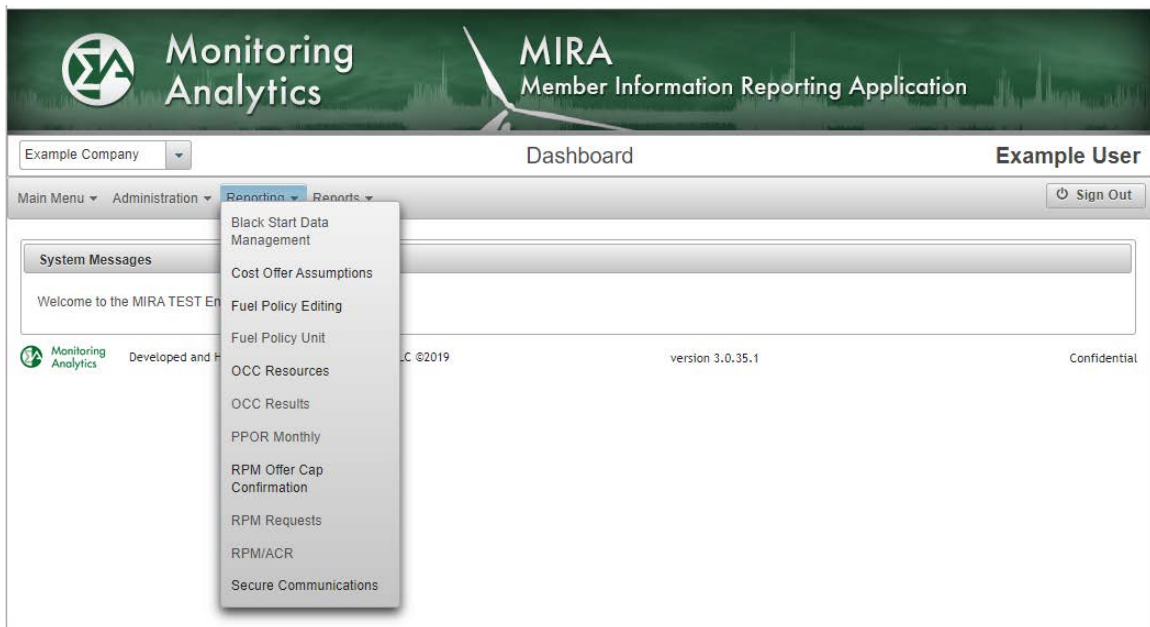 Monitoring
Analytics
MIRA
Member Information Reporting Application
Example Company
Dashboard
Example User
Main Menu
Administration
Reporting
Reports
Sign Out
Black Start Data
Management
Cost Offer Assumptions
Fuel Policy Editing
Fuel Policy Unit
OCC Resources
OCC Results
PPOR Monthly
RPM Offer Cap
Confirmation
RPM Requests
RPM/ACR
Secure Communications
System Messages
Welcome to the MIRA TEST
Monitoring
Analytics
Developed and
LC ©2019
version 3.0.35.1
Confidential